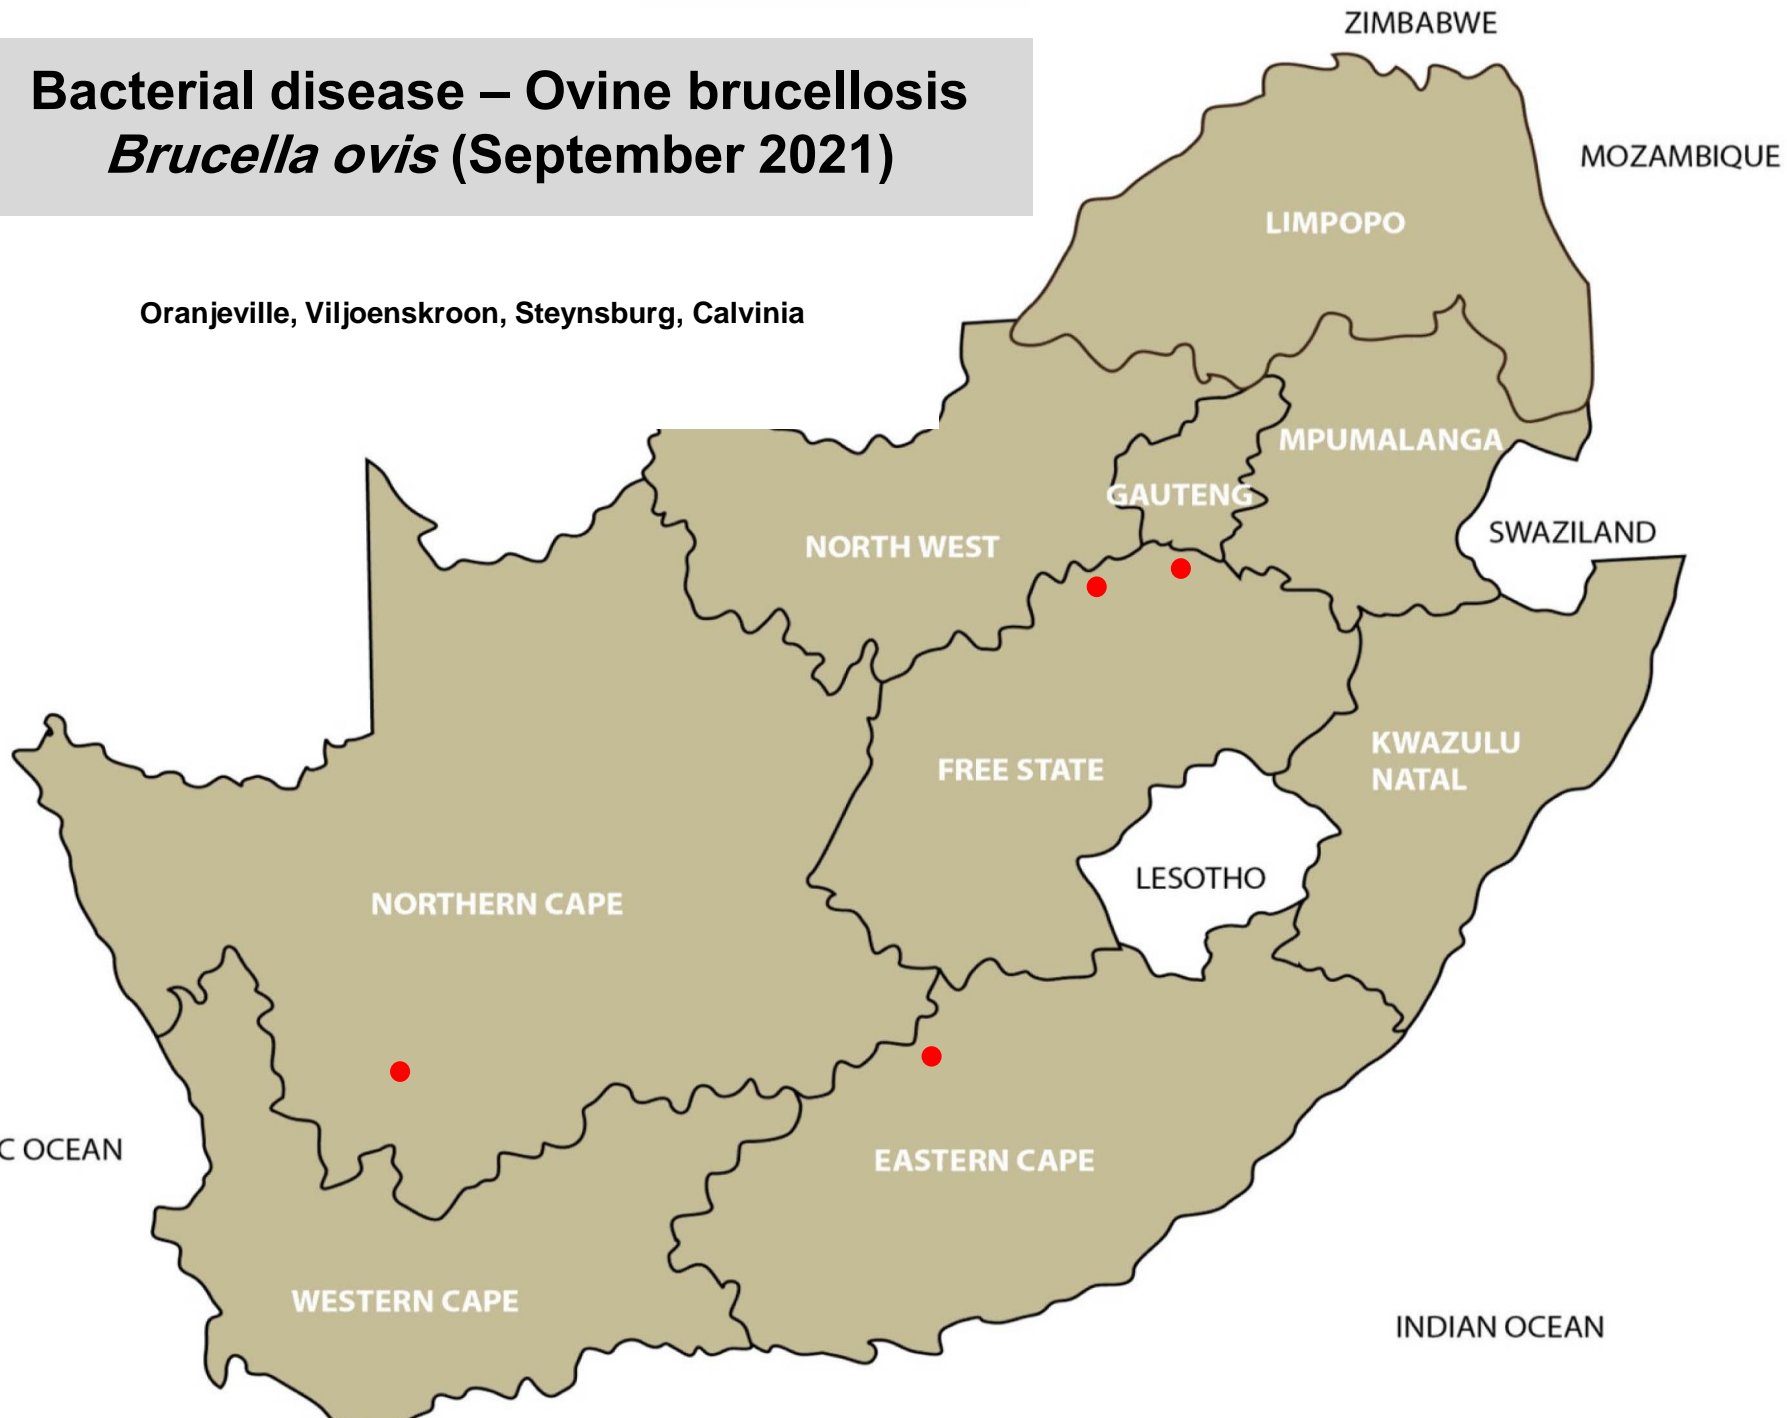 Bacterial disease – Ovine brucellosis
Brucella ovis (September 2021)
Oranjeville, Viljoenskroon, Steynsburg, Calvinia
ZIMBABWE
MOZAMBIQUE
LIMPOPO
MPUMALANGA
GAUTENG
SWAZILAND
NORTH WEST
KWAZULU
NATAL
FREE STATE
LESOTHO
NORTHERN CAPE
C OCEAN
EASTERN CAPE
WESTERN CAPE
INDIAN OCEAN